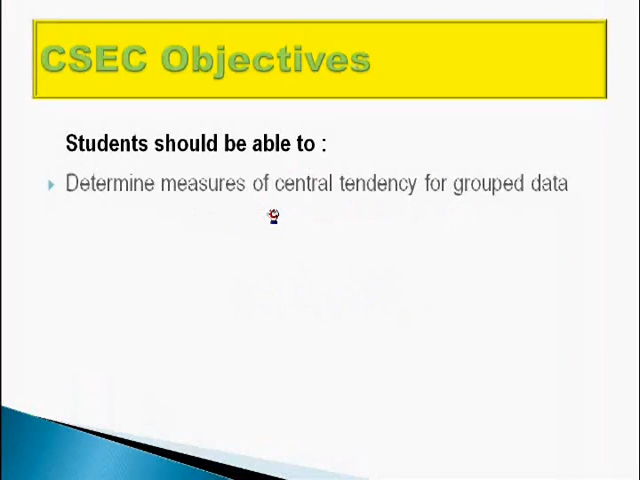 CSEC Objectives
Students should be able to :
Determine measures of central tendency for grouped data